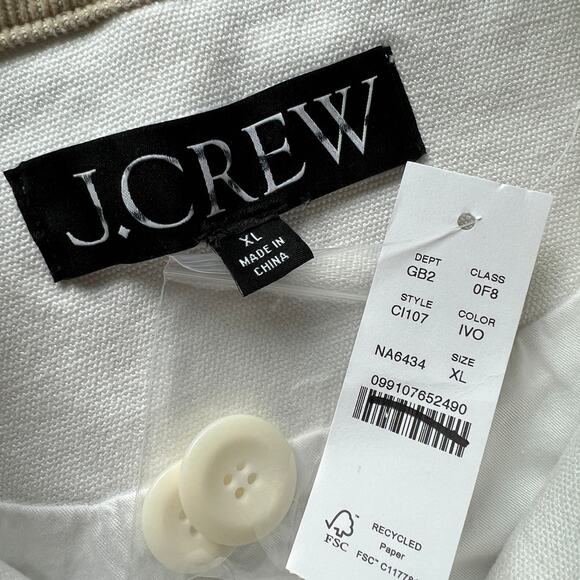 J.CREW
XL
MADE IN
CHINA
DEPT CLASS
GB2 0F8
STYLE COLOR
CI107 IVO
NA6434 SIZE
XL
099107652490
FSC
RECYCLED
Paper
FSC™